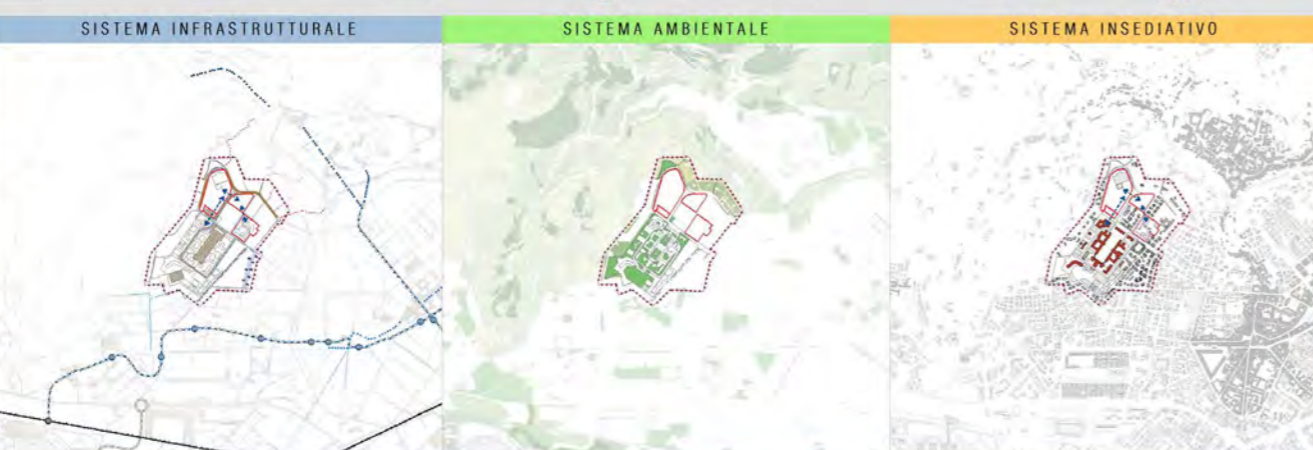 SISTEMA INFRASTRUTTURALE
SISTEMA AMBIENTALE
SISTEMA INSEDIATIVO